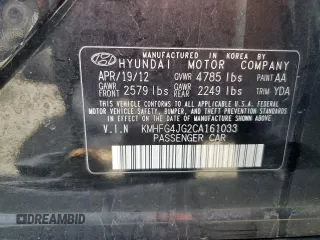 MANUFACTURED IN KOREA BY
HYUNDAI MOTOR COMPANY
APR/19/12 GVWR 4785 lbs PAINT AA
GAWR FRONT 2579 lbs GAWR REAR 2249 lbs TRIM YDA
THIS VEHICLE CONFORMS TO ALL APPLICABLE
FEDERAL MOTOR VEHICLE SAFETY, BUMPER, AND
THEFT PREVENTION STANDARDS IN EFFECT ON
THE DATE OF MANUFACTURE SHOWN ABOVE.
V.I.N KMHFG4JG2CA161033
PASSENGER CAR
DAMEBID